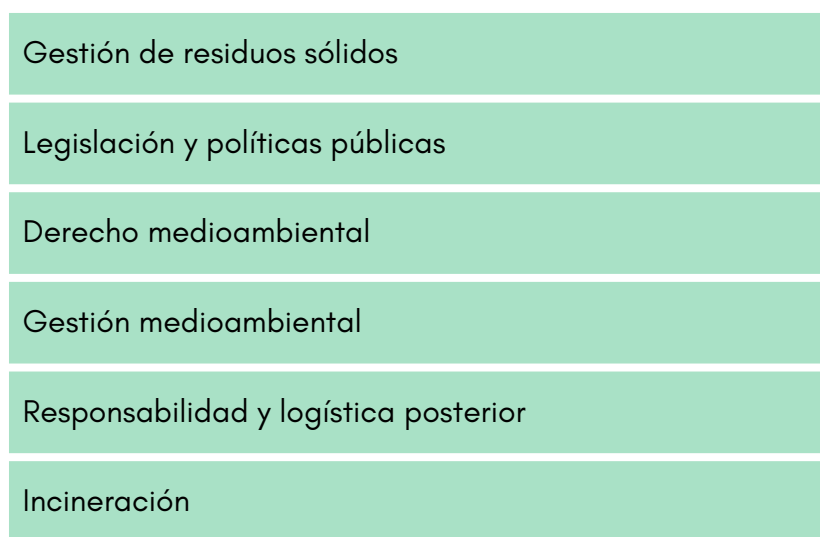 Gestión de residuos sólidos
Legislación y políticas públicas
Derecho medioambiental
Gestión medioambiental
Responsabilidad y logística posterior
Incineración